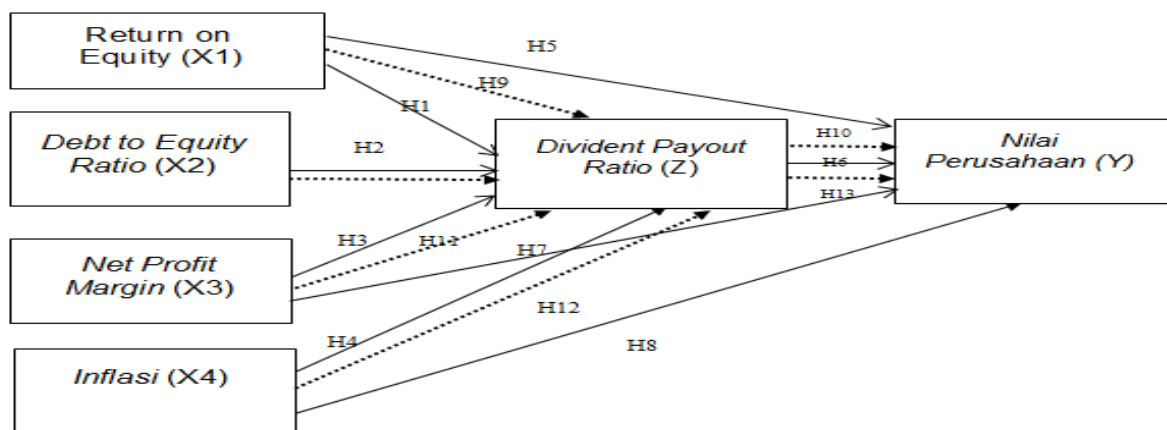 Return on
Equity (X1)
H5
H9
H1
Debt to Equity
Ratio (X2)
H2
Divident Payout
Ratio (Z)
H10
H6
H13
Nilai
Perusahaan (Y)
Net Profit
Margin (X3)
H3
H11
H7
H12
H4
H8
Inflasi (X4)